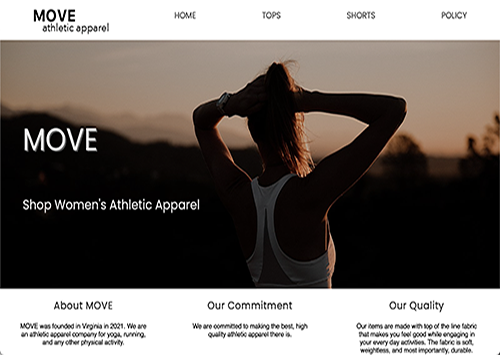 MOVE
athletic apparel
HOME TOPS SHORTS POLICY
MOVE
Shop Women's Athletic Apparel
About MOVE
MOVE was founded in Virginia in 2021. We are
an athletic apparel company for yoga, running,
and any other physical activity.
Our Commitment
We are committed to making the best, high
quality athletic apparel there is.
Our Quality
Our items are made with top of the line fabric
that makes you feel good while engaging in
your every day activities. The fabric is soft,
weightless, and most importantly, durable.